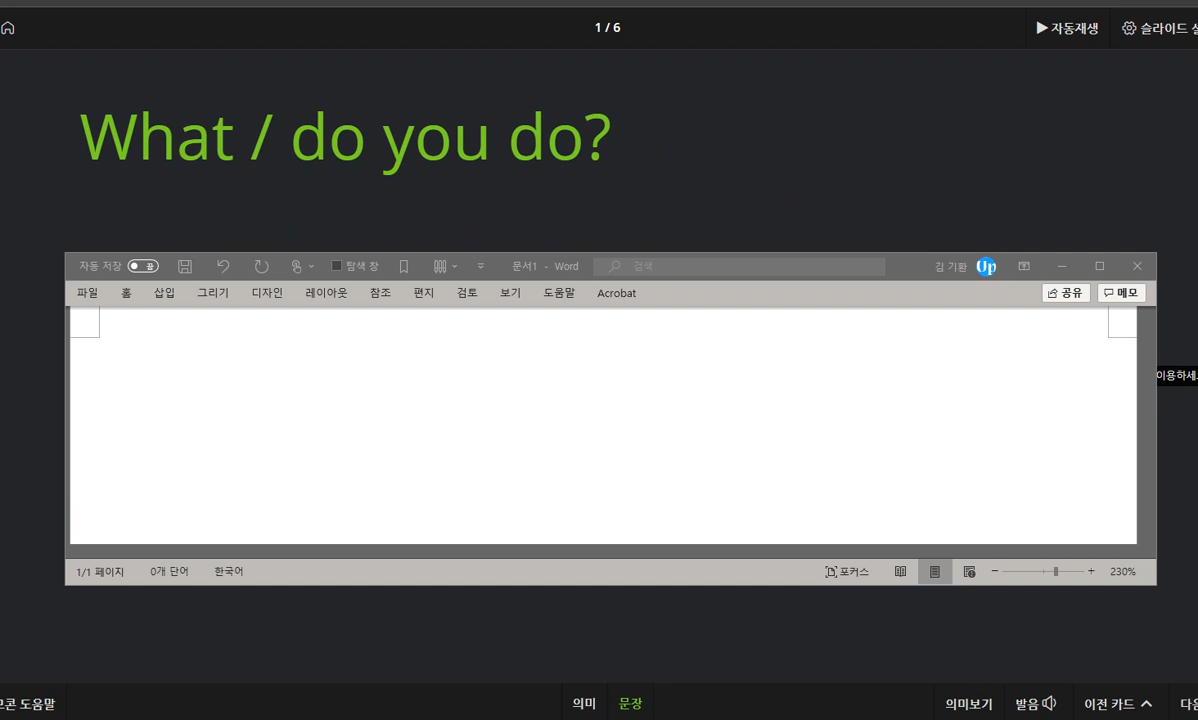 1 / 6
▶ 자동재생
슬라이드
What / do you do?
자동 저장 끔
탐색 창
문서1 - Word
검색
김 기환
Up
파일 홈 삽입 그리기 디자인 레이아웃 참조 편지 검토 보기 도움말 Acrobat
공유 메모
이용하세.
1/1 페이지 0개 단어 한국어
포커스
− + 230%
도움말
의미 문장
의미보기 발음 이전 카드